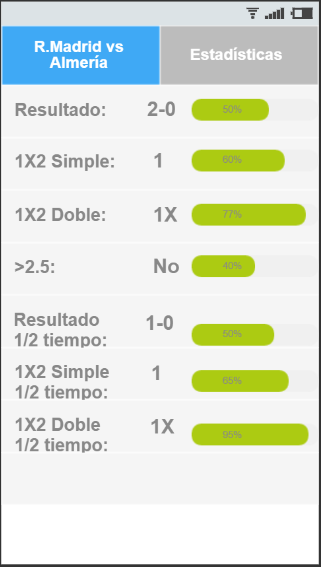 R.Madrid vs
Almería
Estadísticas
Resultado: 2-0 50%
1X2 Simple: 1 60%
1X2 Doble: 1X 77%
>2.5: No 40%
Resultado
1/2 tiempo: 1-0 50%
1X2 Simple
1/2 tiempo: 1 65%
1X2 Doble
1/2 tiempo: 1X 95%